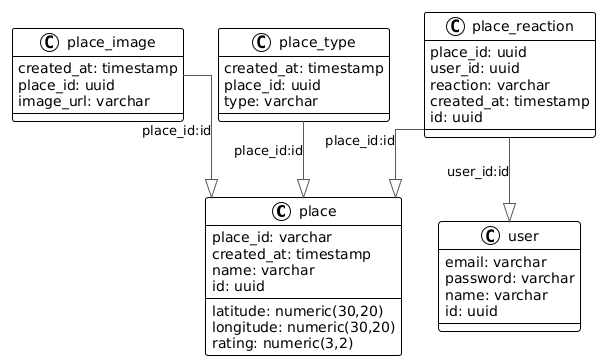 C place_image
created_at: timestamp
place_id: uuid
image_url: varchar
C place_type
created_at: timestamp
place_id: uuid
type: varchar
C place_reaction
place_id: uuid
user_id: uuid
reaction: varchar
created_at: timestamp
id: uuid
place_id:id
place_id:id
place_id:id
user_id:id
C place
place_id: varchar
created_at: timestamp
name: varchar
id: uuid
latitude: numeric(30,20)
longitude: numeric(30,20)
rating: numeric(3,2)
C user
email: varchar
password: varchar
name: varchar
id: uuid